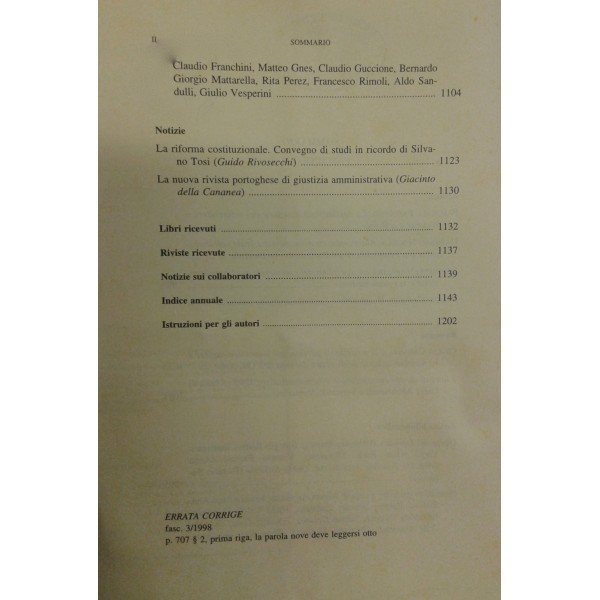 II
SOMMARIO
Claudio Franchini, Matteo Gnes, Claudio Guccione, Bernardo
Giorgio Mattarella, Rita Perez, Francesco Rimoli, Aldo San-
dulli, Giulio Vesperini ........................................ 1104
Notizie
La riforma costituzionale. Convegno di studi in ricordo di Silva-
no Tosi (Guido Rivosecchi) ........................................ 1123
La nuova rivista portoghese di giustizia amministrativa (Giacinto
della Cananea) ........................................ 1130
Libri ricevuti ........................................ 1132
Riviste ricevute ........................................ 1137
Notizie sui collaboratori ........................................ 1139
Indice annuale ........................................ 1143
Istruzioni per gli autori ........................................ 1202
ERRATA CORRIGE
fasc. 3/1998
p. 707 § 2, prima riga, la parola nove deve leggersi otto